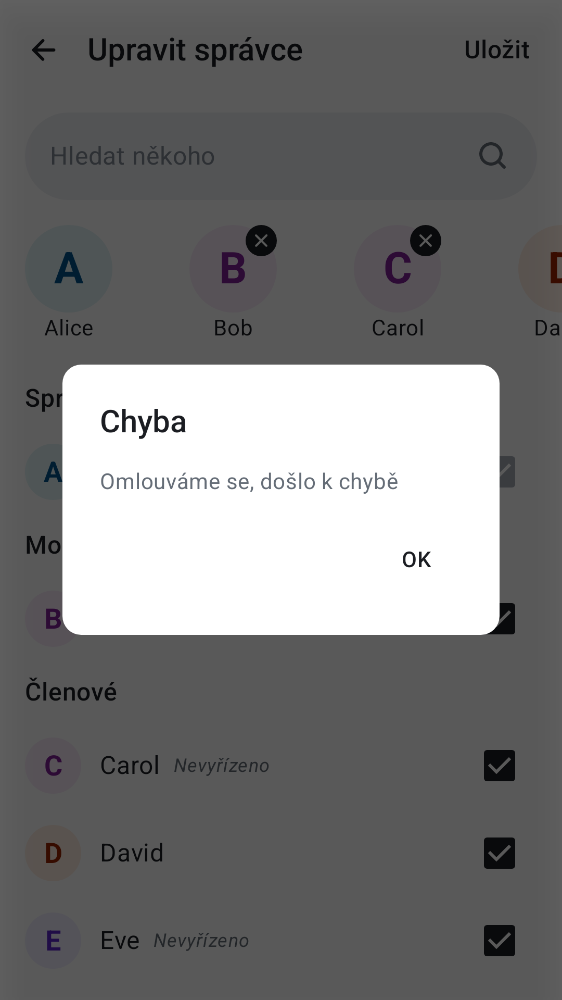 Upravit správce
Uložit
Hledat někoho
A
B
C
D
Alice
Bob
Carol
Da
Spr
A
Chyba
Omlouváme se, došlo k chybě
OK
Mo
B
Členové
C
Carol Nevyřízeno
D
David
E
Eve Nevyřízeno